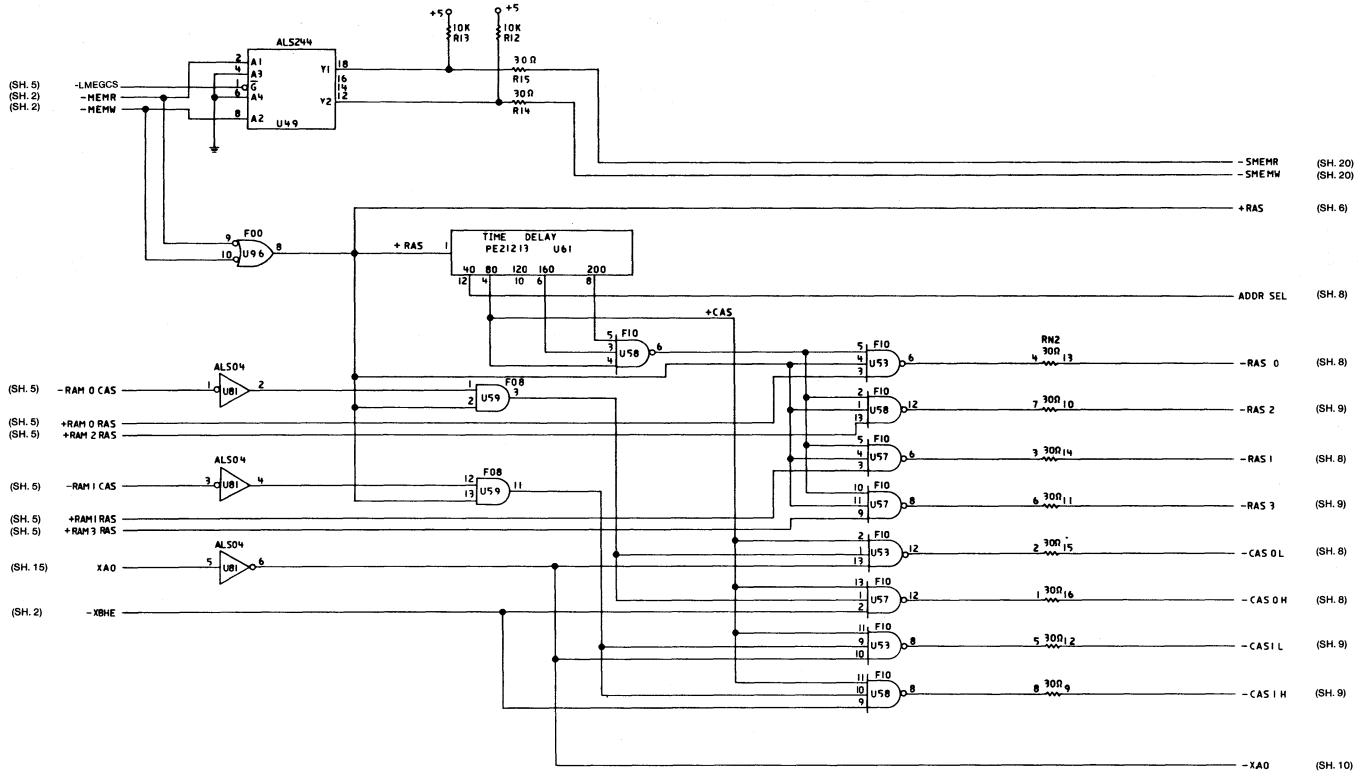 +5 +5
10K R13
10K R12
ALS244
2 A1
4 A3
1 G
6 A4
8 A2
U49
Y1 18
16
14
Y2 12
30Ω
R15
30Ω
R14
(SH. 5) -LMEGCS
(SH. 2) -MEMR
(SH. 2) -MEMW
-SMEMR (SH. 20)
-SMEMW (SH. 20)
+RAS (SH. 6)
F00
9
10 U96 8
+RAS 1
TIME DELAY
PE21213 U61
40 80 120 160 200
12 4 10 6 8
ADDR SEL (SH. 8)
+CAS
F10
5
3 U58 6
4
F10
5
4 U53 6
3
RN2
30Ω
4 13
-RAS 0 (SH. 8)
ALS04
(SH. 5) -RAM 0 CAS 1 U81 2
F08
1 3
2 U59
F10
2
1 U58 12
13
7 30Ω 10
-RAS 2 (SH. 9)
(SH. 5) +RAM 0 RAS
(SH. 5) +RAM 2 RAS
F10
5
4 U57 6
3
3 30Ω 14
-RAS 1 (SH. 8)
ALS04
(SH. 5) -RAM 1 CAS 3 U81 4
F08
12
13 U59 11
F10
10
11 U57 8
9
6 30Ω 11
-RAS 3 (SH. 9)
(SH. 5) +RAM1RAS
(SH. 5) +RAM 3 RAS
F10
2
1 U53 12
13
2 30Ω 15
-CAS 0L (SH. 8)
ALS04
(SH. 15) XA0 5 U81 6
F10
13
1 U57 12
2
1 30Ω 16
-CAS 0H (SH. 8)
(SH. 2) -XBHE
F10
11
9 U53 8
10
5 30Ω 12
-CAS 1 L (SH. 9)
F10
11
10 U58 8
9
8 30Ω 9
-CAS 1 H (SH. 9)
-XA0 (SH. 10)